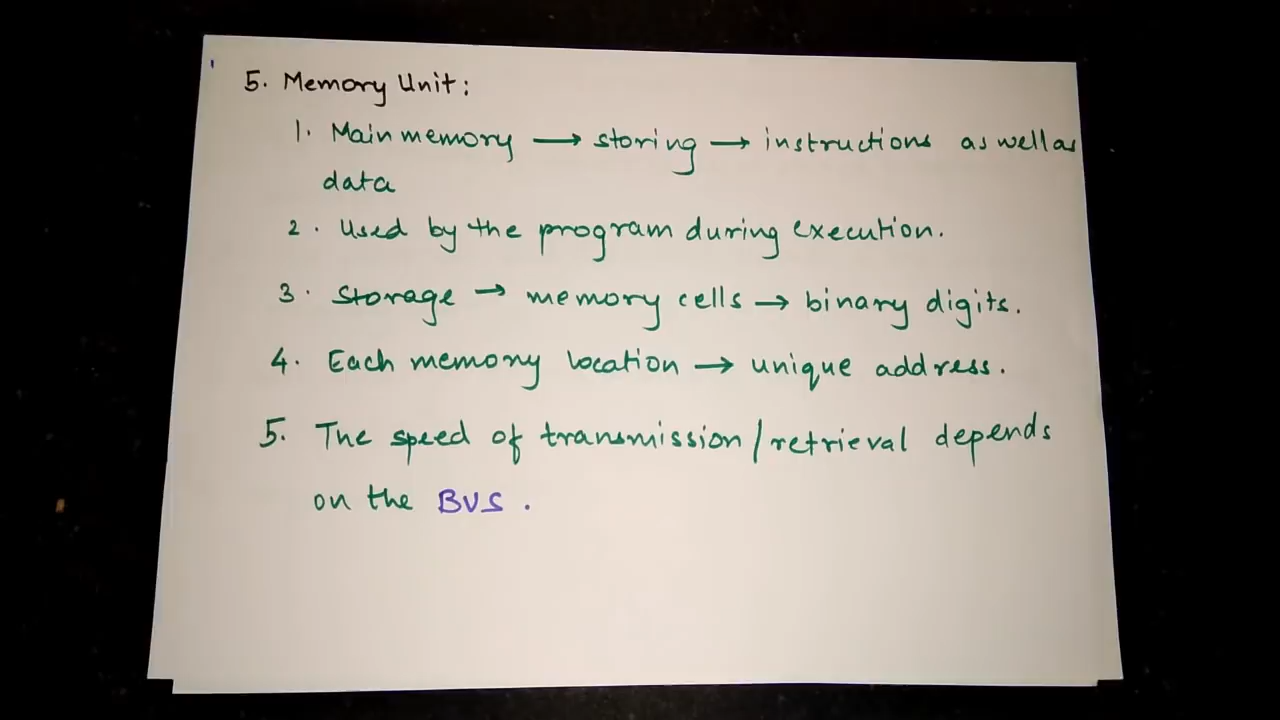 5. Memory Unit:
1. Main memory → storing → instructions as well as
data
2. Used by the program during execution.
3. Storage → memory cells → binary digits.
4. Each memory location → unique address.
5. The speed of transmission/retrieval depends
on the BUS.